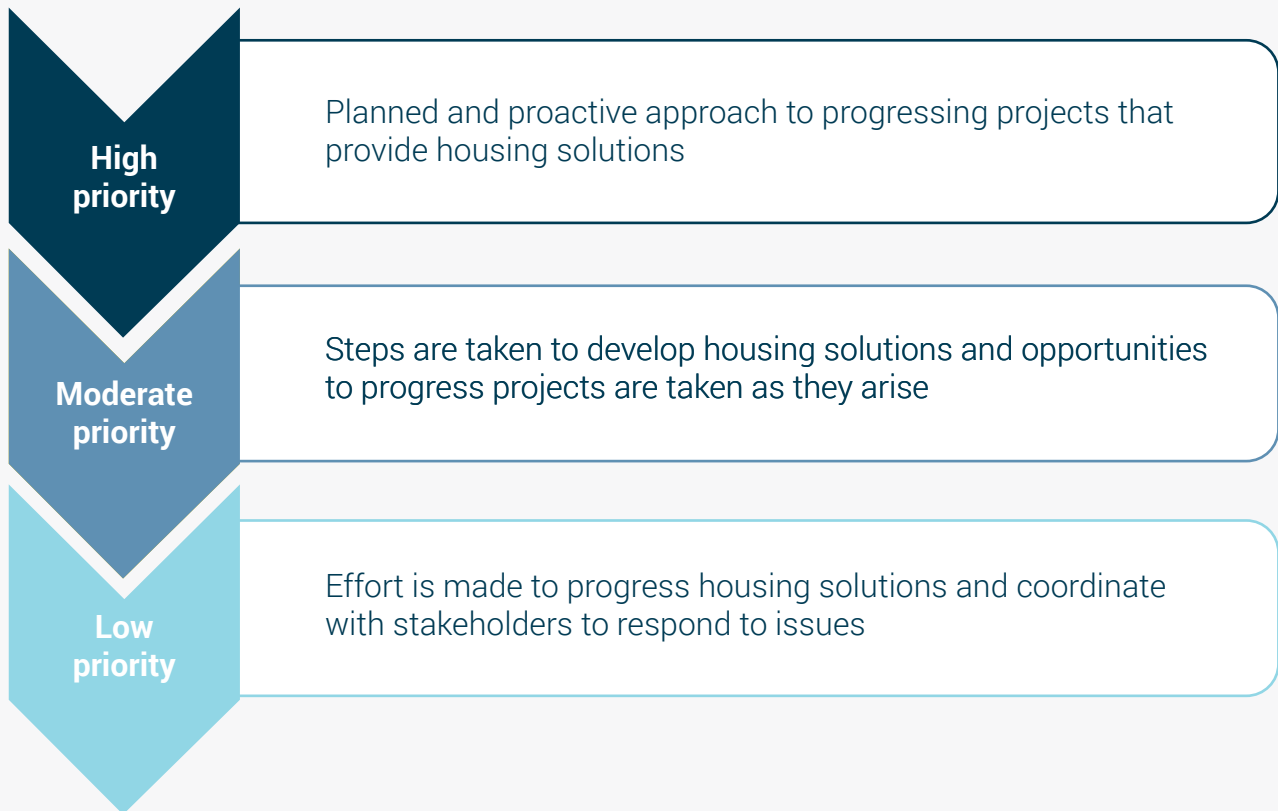 High
priority
Planned and proactive approach to progressing projects that
provide housing solutions
Moderate
priority
Steps are taken to develop housing solutions and opportunities
to progress projects are taken as they arise
Low
priority
Effort is made to progress housing solutions and coordinate
with stakeholders to respond to issues